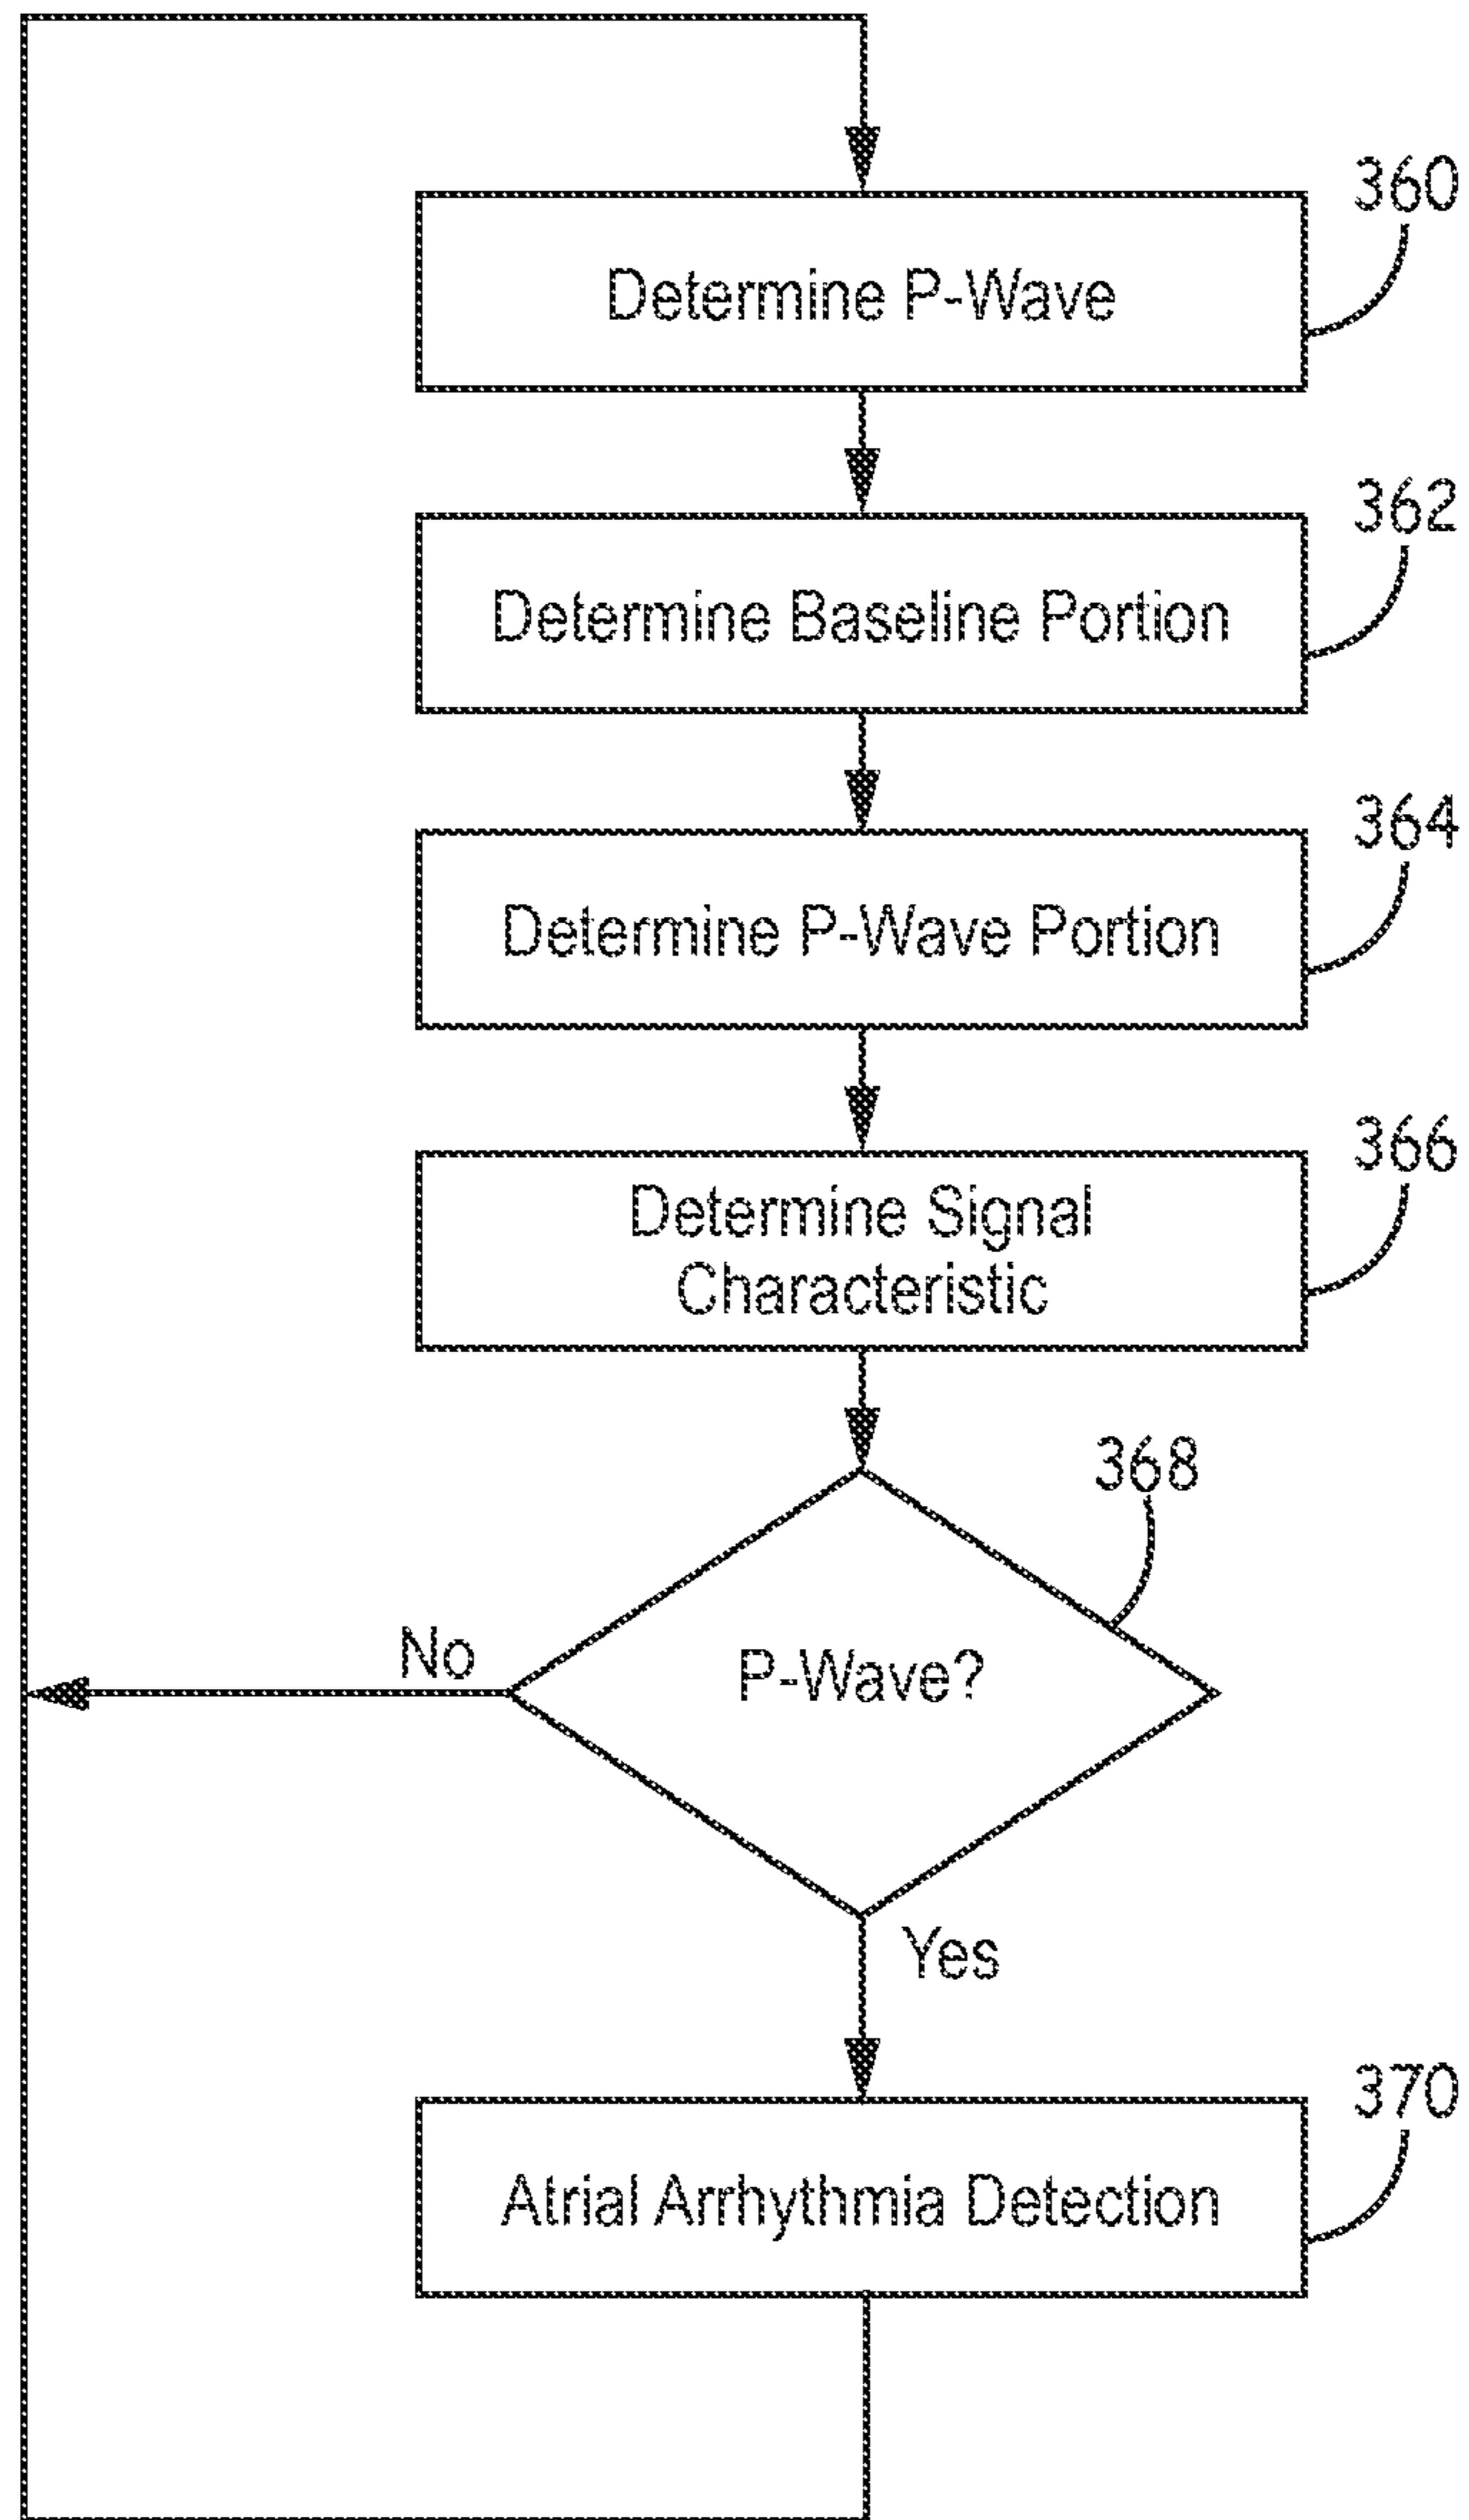 360
Determine P-Wave
362
Determine Baseline Portion
364
Determine P-Wave Portion
366
Determine Signal
Characteristic
368
No
P-Wave?
Yes
370
Atrial Arrhythmia Detection